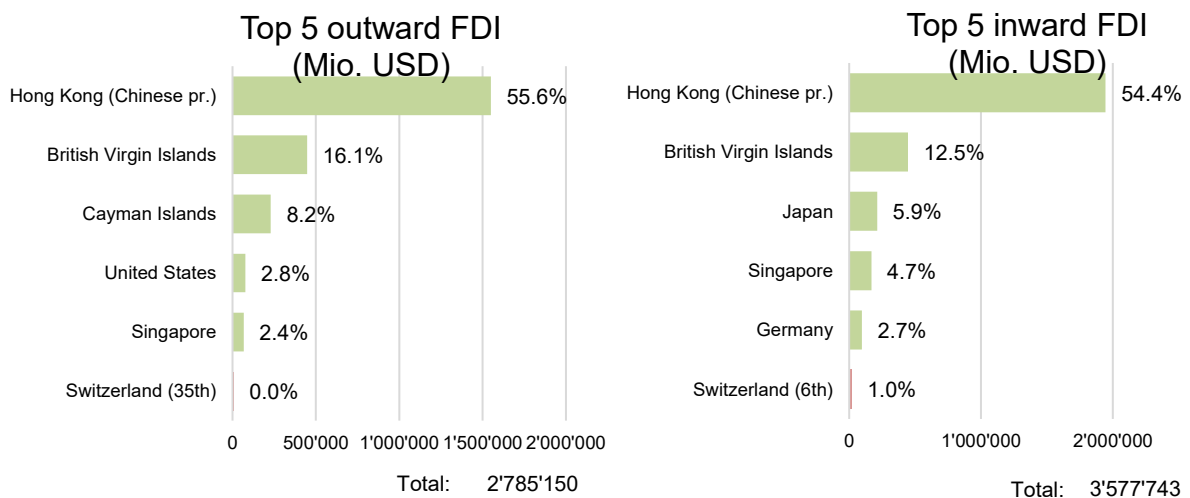 Top 5 outward FDI
(Mio. USD)
Hong Kong (Chinese pr.) 55.6%
British Virgin Islands 16.1%
Cayman Islands 8.2%
United States 2.8%
Singapore 2.4%
Switzerland (35th) 0.0%
0 500'000 1'000'000 1'500'000 2'000'000
Total: 2'785'150
Top 5 inward FDI
(Mio. USD)
Hong Kong (Chinese pr.) 54.4%
British Virgin Islands 12.5%
Japan 5.9%
Singapore 4.7%
Germany 2.7%
Switzerland (6th) 1.0%
0 1'000'000 2'000'000
Total: 3'577'743